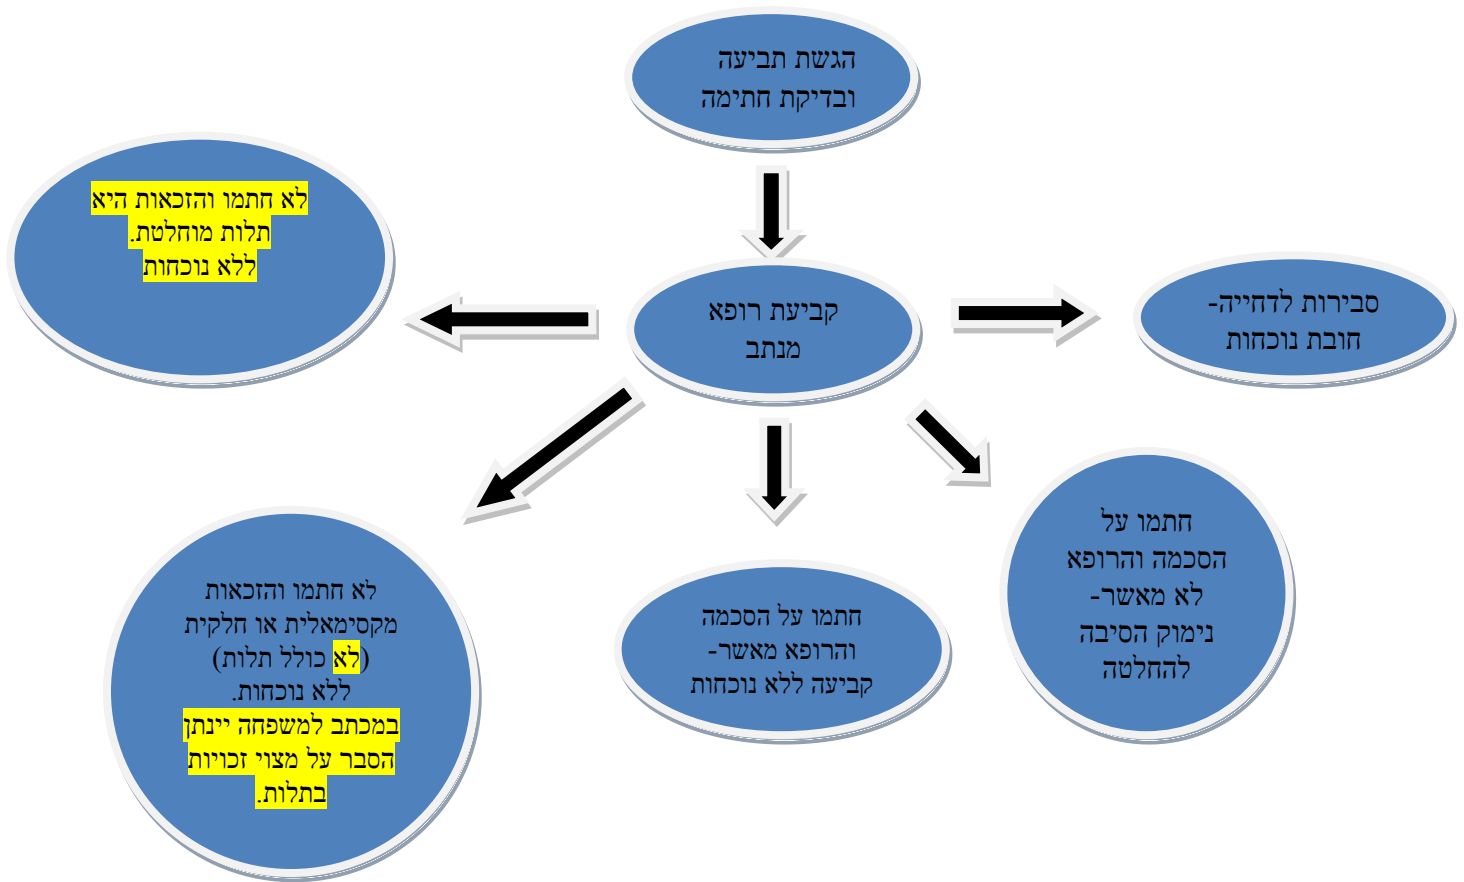 הגשת תביעה
ובדיקת חתימה
לא חתמו והזכאות היא
תלות מוחלטת.
ללא נוכחות
קביעת רופא
מנתב
סבירות לדחייה-
חובת נוכחות
חתמו על
הסכמה והרופא
לא מאשר-
נימוק הסיבה
להחלטה
חתמו על הסכמה
והרופא מאשר-
קביעה ללא נוכחות
לא חתמו והזכאות
מקסימאלית או חלקית
(לא כולל תלות)
ללא נוכחות.
במכתב למשפחה יינתן
הסבר על מצוי זכויות
בתלות.